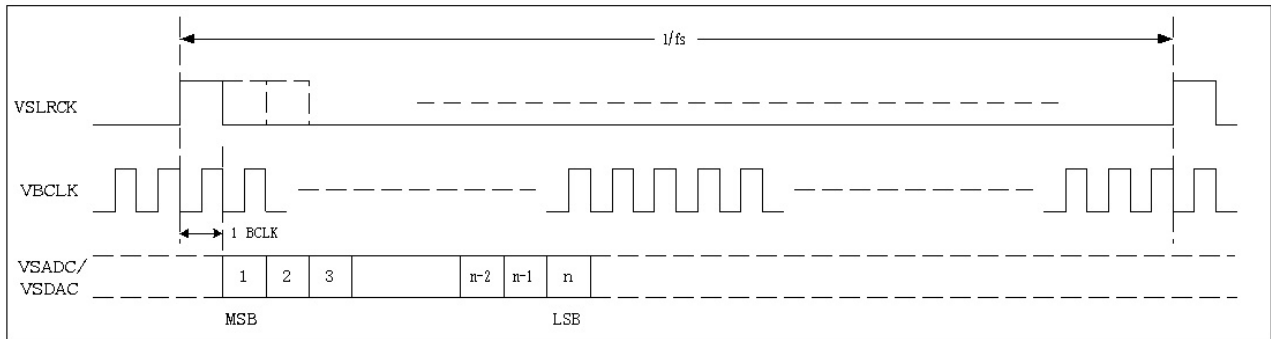 1/fs
VSLRCK
VBCLK
1 BCLK
VSADC/
VSDAC
1 2 3 n-2 n-1 n
MSB LSB